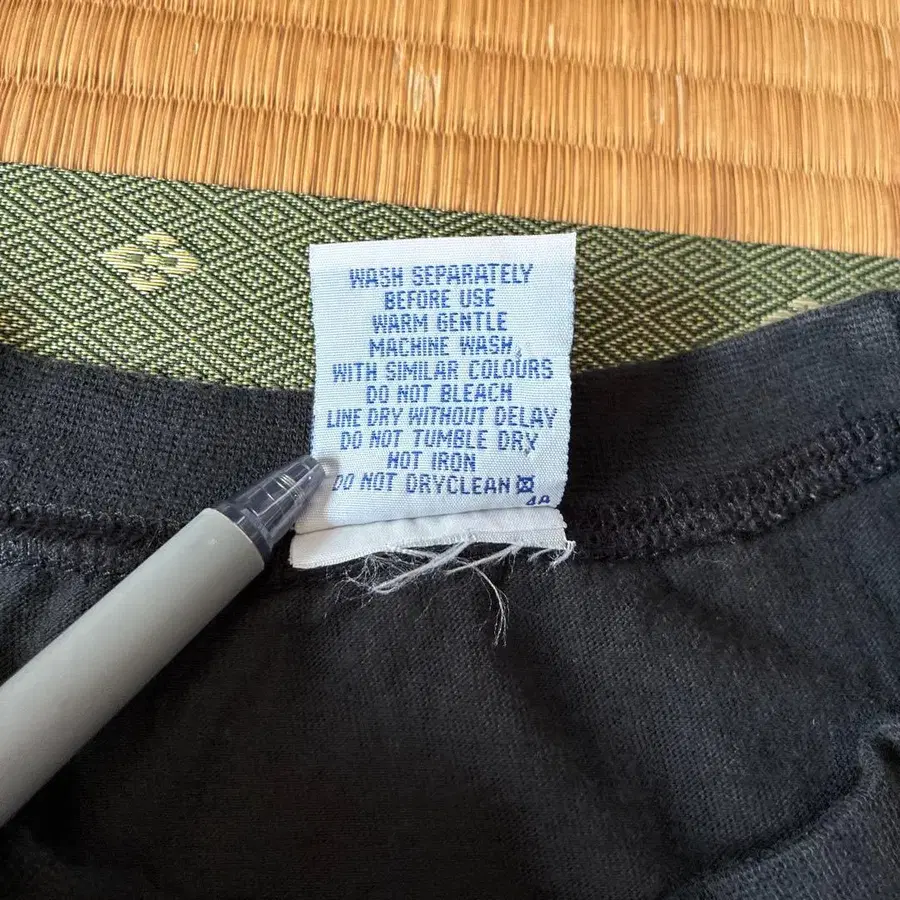 WASH SEPARATELY
BEFORE USE
WARM GENTLE
MACHINE WASH,
WITH SIMILAR COLOURS
DO NOT BLEACH
LINE DRY WITHOUT DELAY
DO NOT TUMBLE DRY
HOT IRON
DO NOT DRYCLEAN